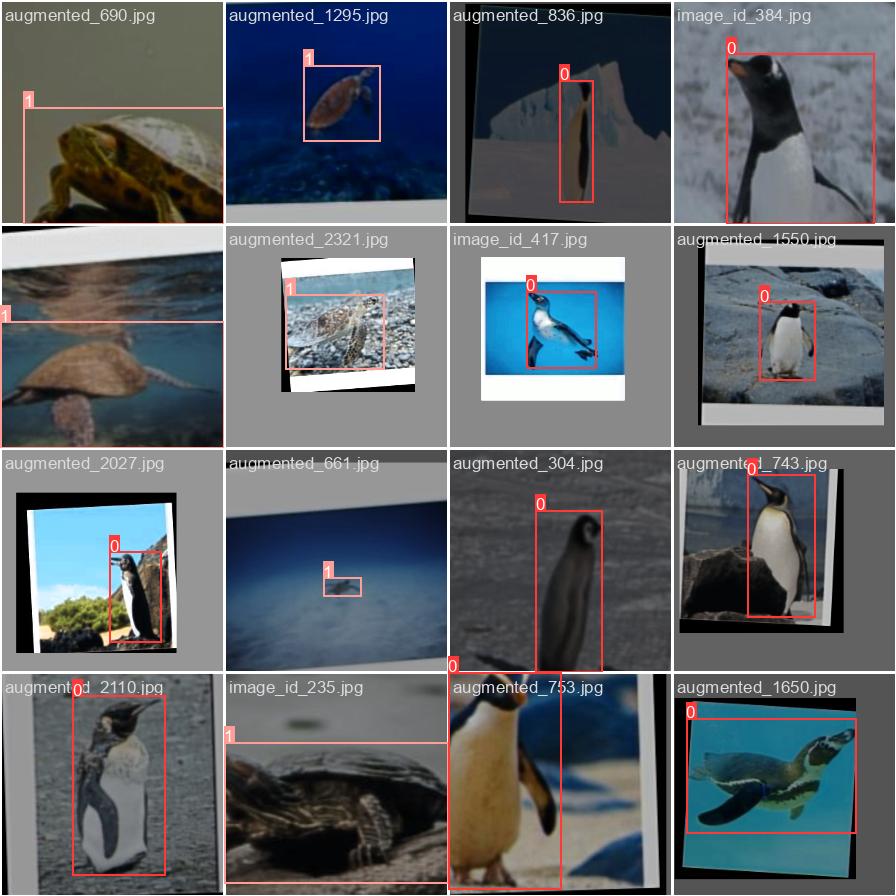 augmented_690.jpg
augmented_1295.jpg
augmented_836.jpg
image_id_384.jpg
1
1
0
0
augmented_2321.jpg
image_id_417.jpg
augmented_1550.jpg
1
1
0
0
augmented_2027.jpg
augmented_661.jpg
augmented_304.jpg
augmented_743.jpg
0
1
0
0
0
augmented_2110.jpg
image_id_235.jpg
augmented_753.jpg
augmented_1650.jpg
0
1
0